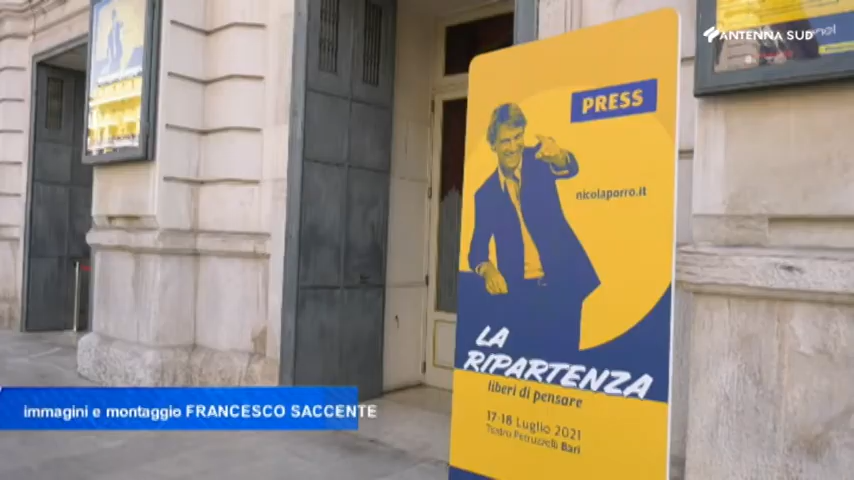 ANTENNA SUD
PRESS
nicolaporro.it
LA
RIPARTENZA
liberi di pensare
17-18 Luglio 2021
Teatro Petruzzelli Bari
immagini e montaggio FRANCESCO SACCENTE